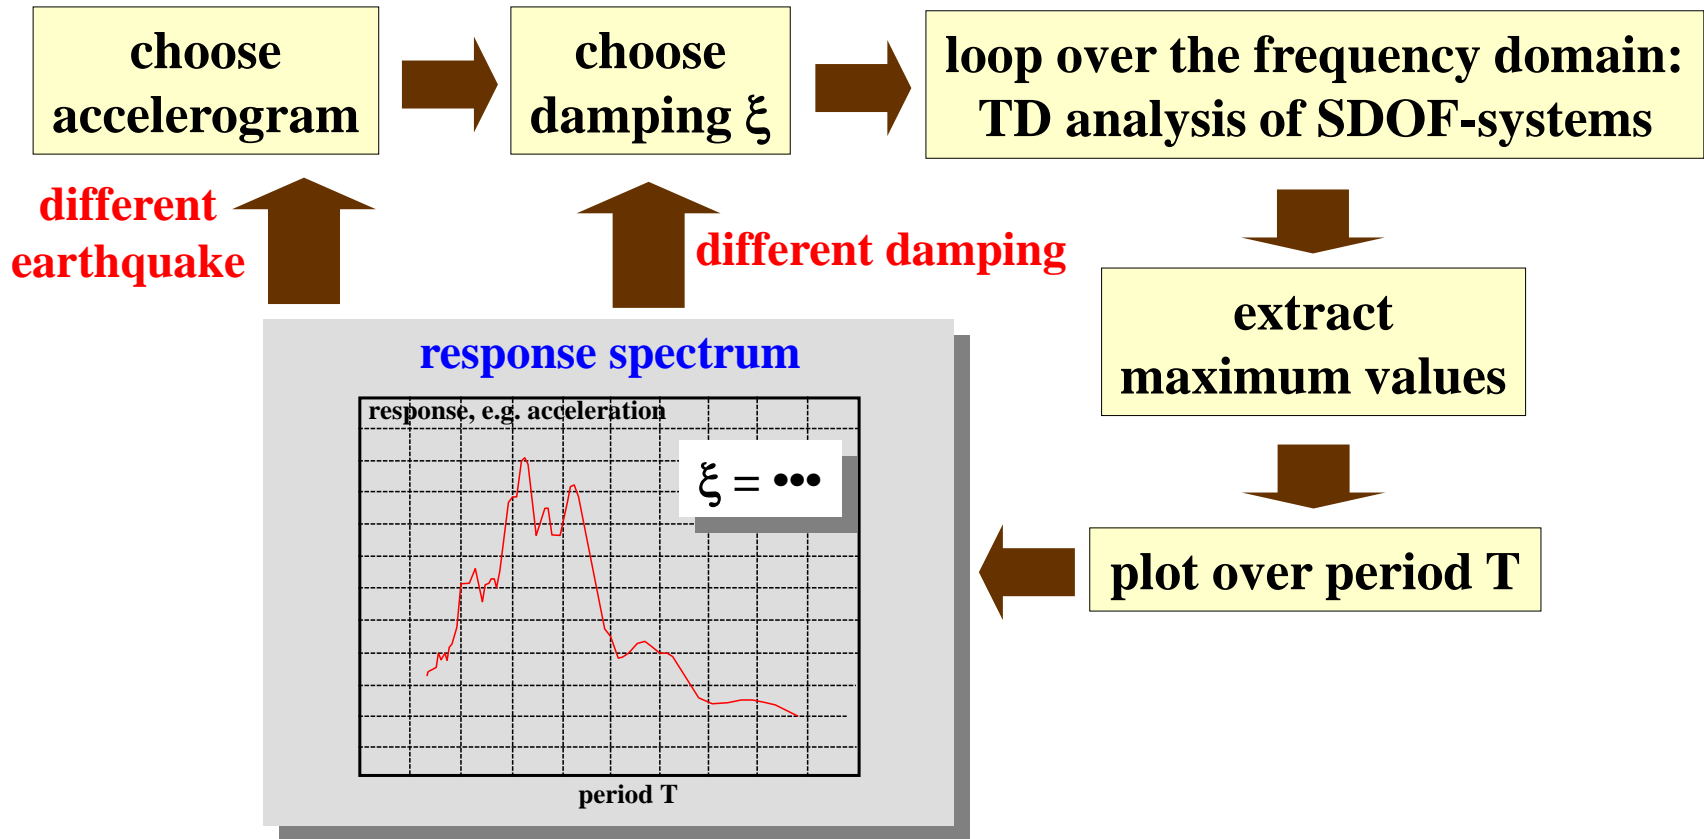 choose
accelerogram
choose
damping ξ
loop over the frequency domain:
TD analysis of SDOF-systems
different
earthquake
different damping
extract
maximum values
response spectrum
response, e.g. acceleration
ξ = •••
plot over period T
period T